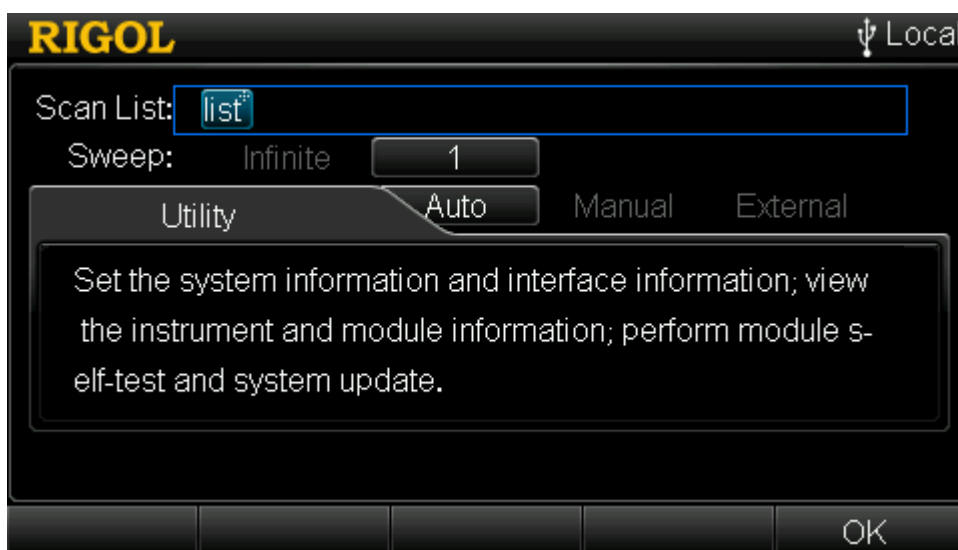 RIGOL Local
Scan List: list
Sweep: Infinite 1
Utility Auto Manual External
Set the system information and interface information; view
the instrument and module information; perform module s-
elf-test and system update.
OK